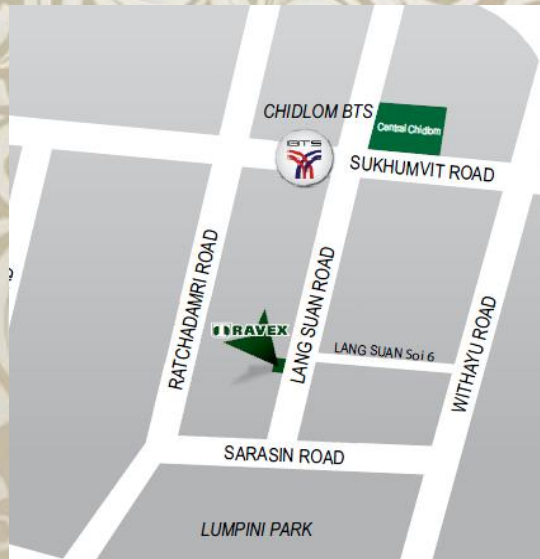 CHIDLOM BTS
Central Chidlom
BTS
SUKHUMVIT ROAD
RATCHADAMRI ROAD
LANG SUAN ROAD
WITHAYU ROAD
RAVEX
LANG SUAN Soi 6
SARASIN ROAD
LUMPINI PARK